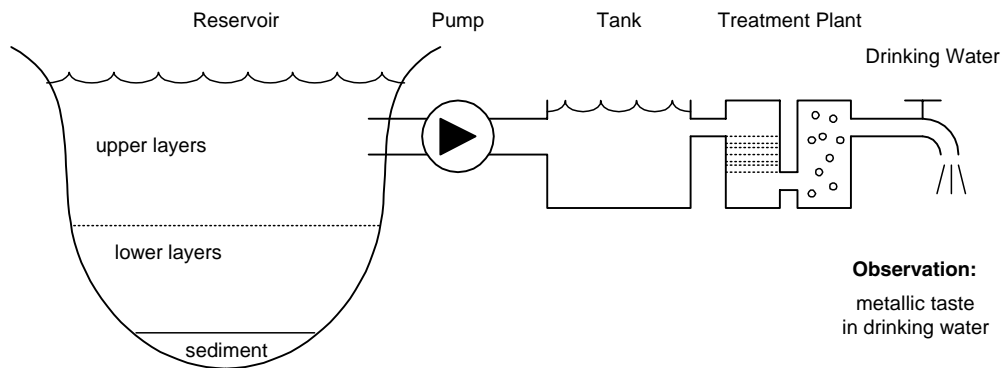 Reservoir
Pump
Tank
Treatment Plant
Drinking Water
upper layers
lower layers
sediment
Observation:
metallic taste
in drinking water